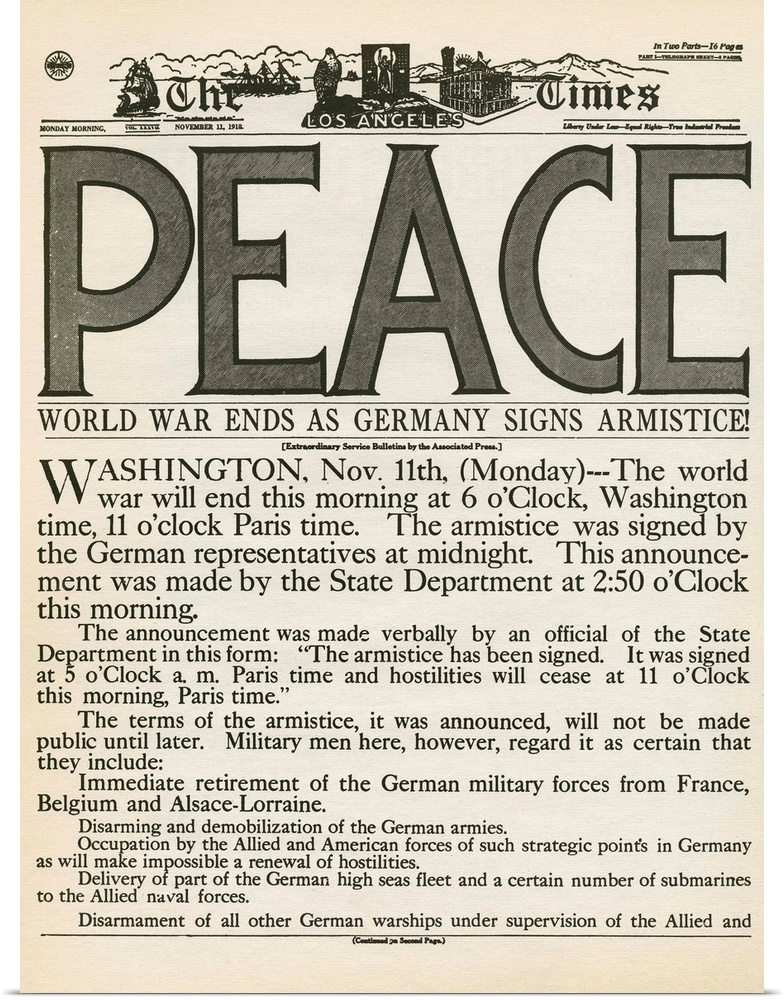 In Two Parts—16 Pages
PART I—TELEGRAPH SHEET—8 PAGES
The Times
LOS ANGELES
MONDAY MORNING, VOL. XXXVII. NOVEMBER 11, 1918. Liberty Under Law—Equal Rights—True Industrial Freedom
PEACE
WORLD WAR ENDS AS GERMANY SIGNS ARMISTICE!
[Extraordinary Service Bulletins by the Associated Press.]
WASHINGTON, Nov. 11th, (Monday)---The world
war will end this morning at 6 o'Clock, Washington
time, 11 o'clock Paris time. The armistice was signed by
the German representatives at midnight. This announce-
ment was made by the State Department at 2:50 o'Clock
this morning.
The announcement was made verbally by an official of the State
Department in this form: "The armistice has been signed. It was signed
at 5 o'Clock a. m. Paris time and hostilities will cease at 11 o'Clock
this morning, Paris time."
The terms of the armistice, it was announced, will not be made
public until later. Military men here, however, regard it as certain that
they include:
Immediate retirement of the German military forces from France,
Belgium and Alsace-Lorraine.
Disarming and demobilization of the German armies.
Occupation by the Allied and American forces of such strategic points in Germany
as will make impossible a renewal of hostilities.
Delivery of part of the German high seas fleet and a certain number of submarines
to the Allied naval forces.
Disarmament of all other German warships under supervision of the Allied and
(Continued on Second Page.)